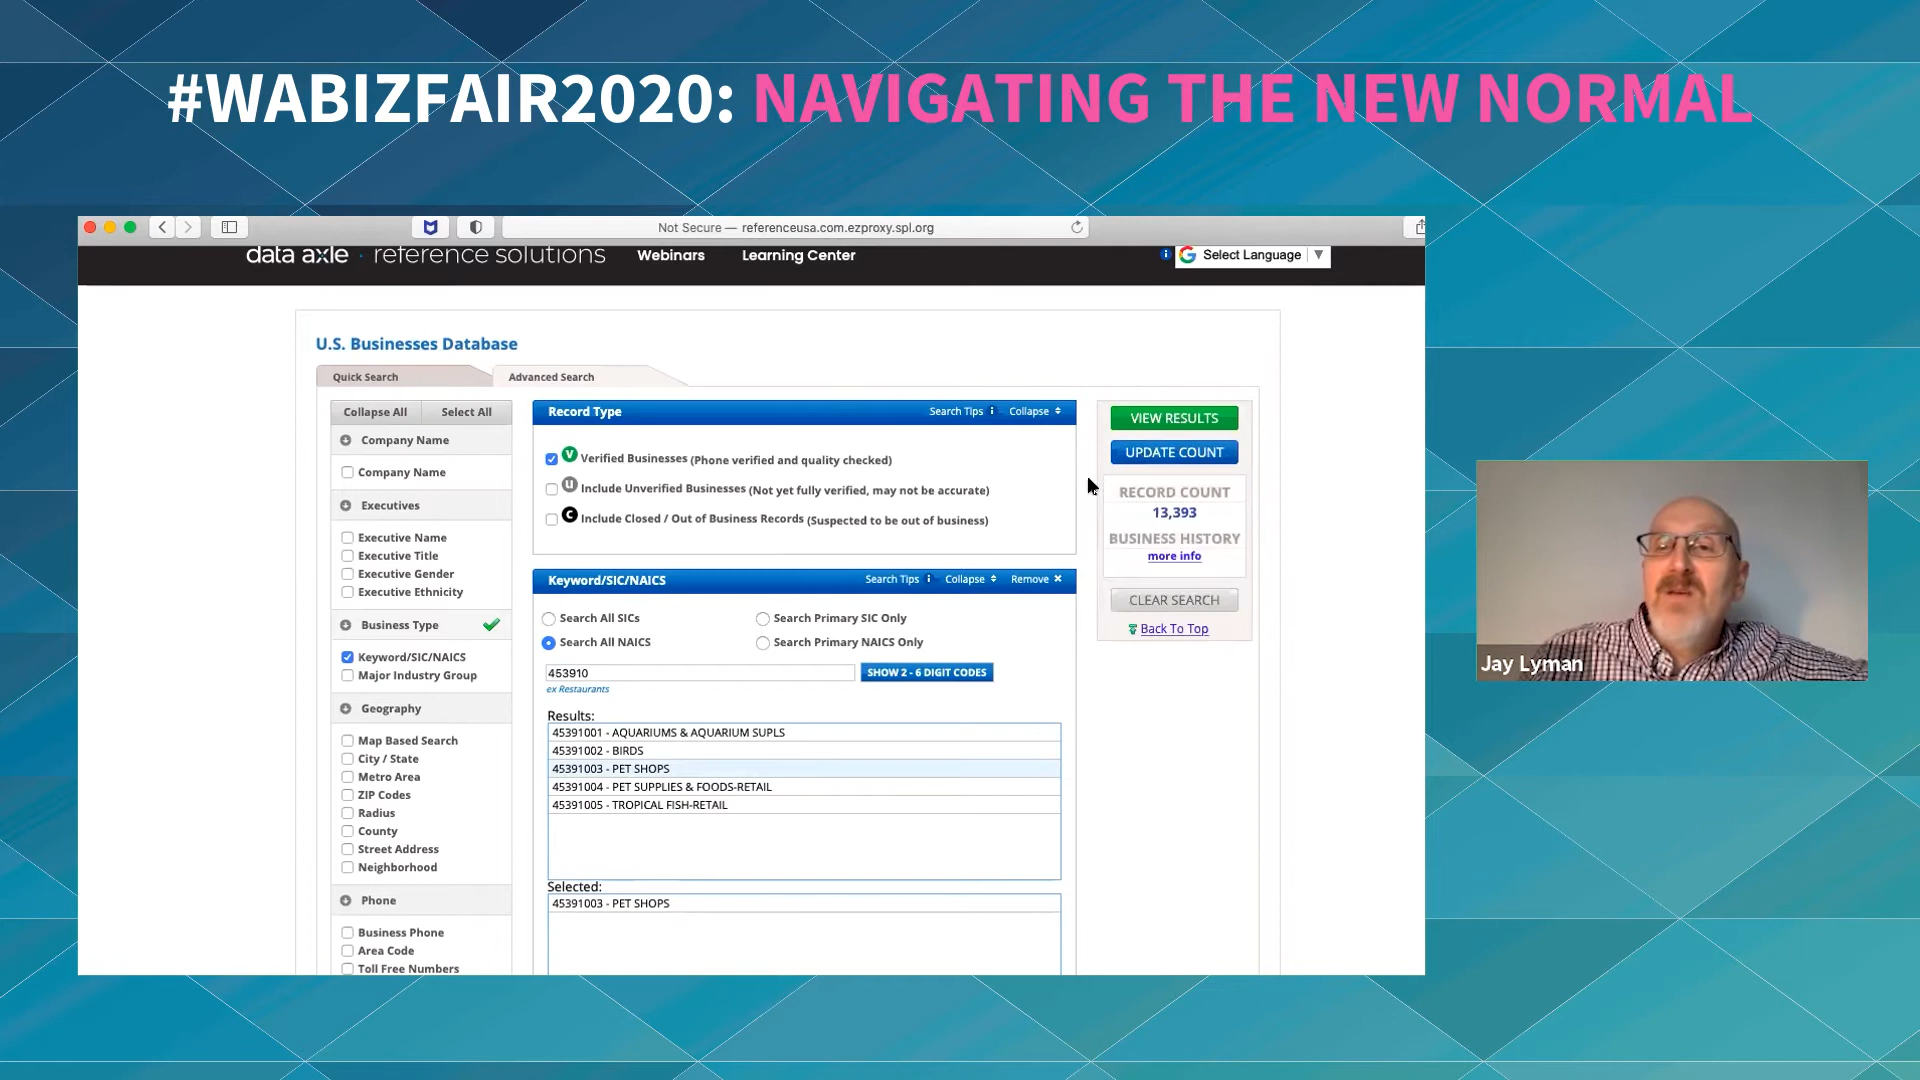 #WABIZFAIR2020: NAVIGATING THE NEW NORMAL
Not Secure — referenceusa.com.ezproxy.spl.org
data axle · reference solutions
Webinars
Learning Center
i
G
Select Language
U.S. Businesses Database
Quick Search
Advanced Search
Collapse All
Select All
Company Name
Company Name
Executives
Executive Name
Executive Title
Executive Gender
Executive Ethnicity
Business Type
Keyword/SIC/NAICS
Major Industry Group
Geography
Map Based Search
City / State
Metro Area
ZIP Codes
Radius
County
Street Address
Neighborhood
Phone
Business Phone
Area Code
Toll Free Numbers
Record Type
Search Tips i
Collapse
V Verified Businesses (Phone verified and quality checked)
U Include Unverified Businesses (Not yet fully verified, may not be accurate)
C Include Closed / Out of Business Records (Suspected to be out of business)
Keyword/SIC/NAICS
Search Tips i
Collapse
Remove ×
Search All SICs
Search Primary SIC Only
Search All NAICS
Search Primary NAICS Only
453910
SHOW 2 - 6 DIGIT CODES
ex Restaurants
Results:
45391001 - AQUARIUMS & AQUARIUM SUPLS
45391002 - BIRDS
45391003 - PET SHOPS
45391004 - PET SUPPLIES & FOODS-RETAIL
45391005 - TROPICAL FISH-RETAIL
Selected:
45391003 - PET SHOPS
VIEW RESULTS
UPDATE COUNT
RECORD COUNT
13,393
BUSINESS HISTORY
more info
CLEAR SEARCH
Back To Top
Jay Lyman